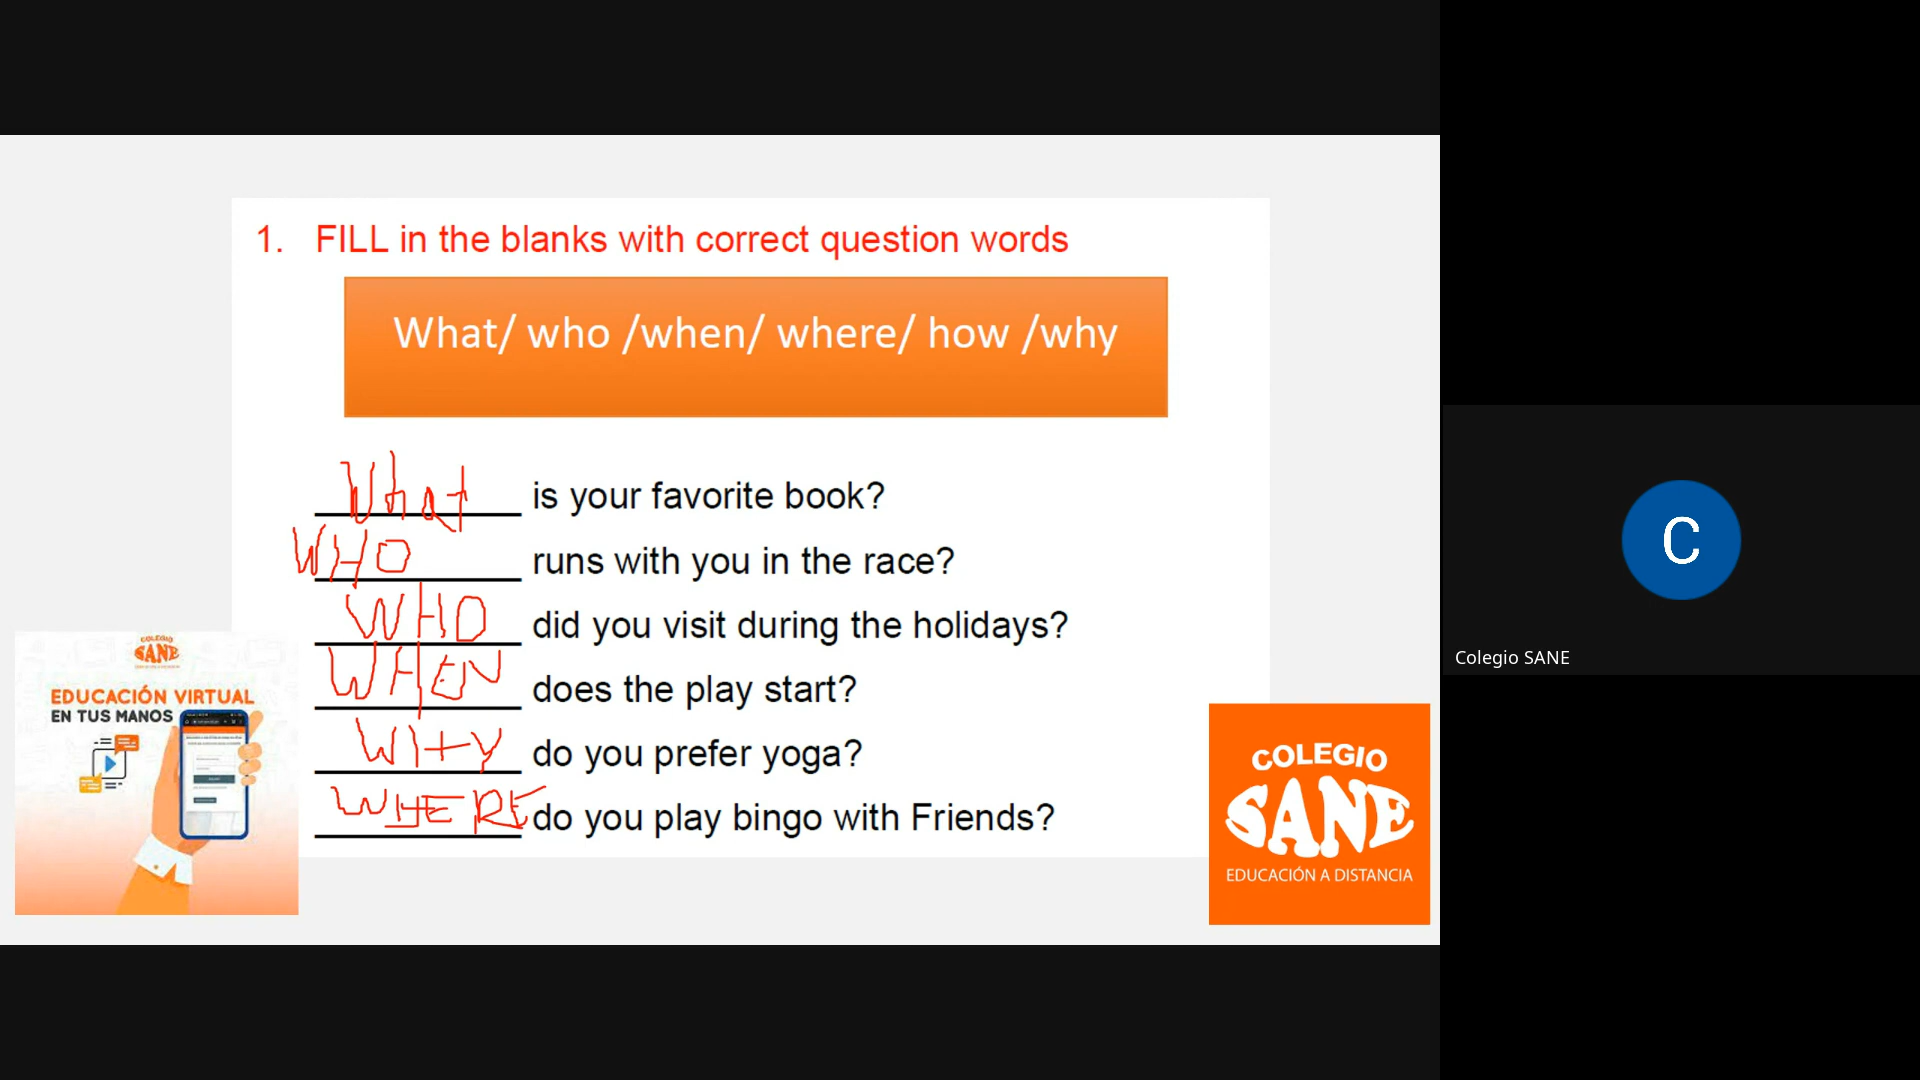 1. FILL in the blanks with correct question words
What/ who /when/ where/ how /why
What is your favorite book?
WHO runs with you in the race?
WHO did you visit during the holidays?
WHEN does the play start?
WHY do you prefer yoga?
WHERE do you play bingo with Friends?
COLEGIO
SANE
EDUCACIÓN VIRTUAL
EN TUS MANOS
COLEGIO
SANE
EDUCACIÓN A DISTANCIA
C
Colegio SANE